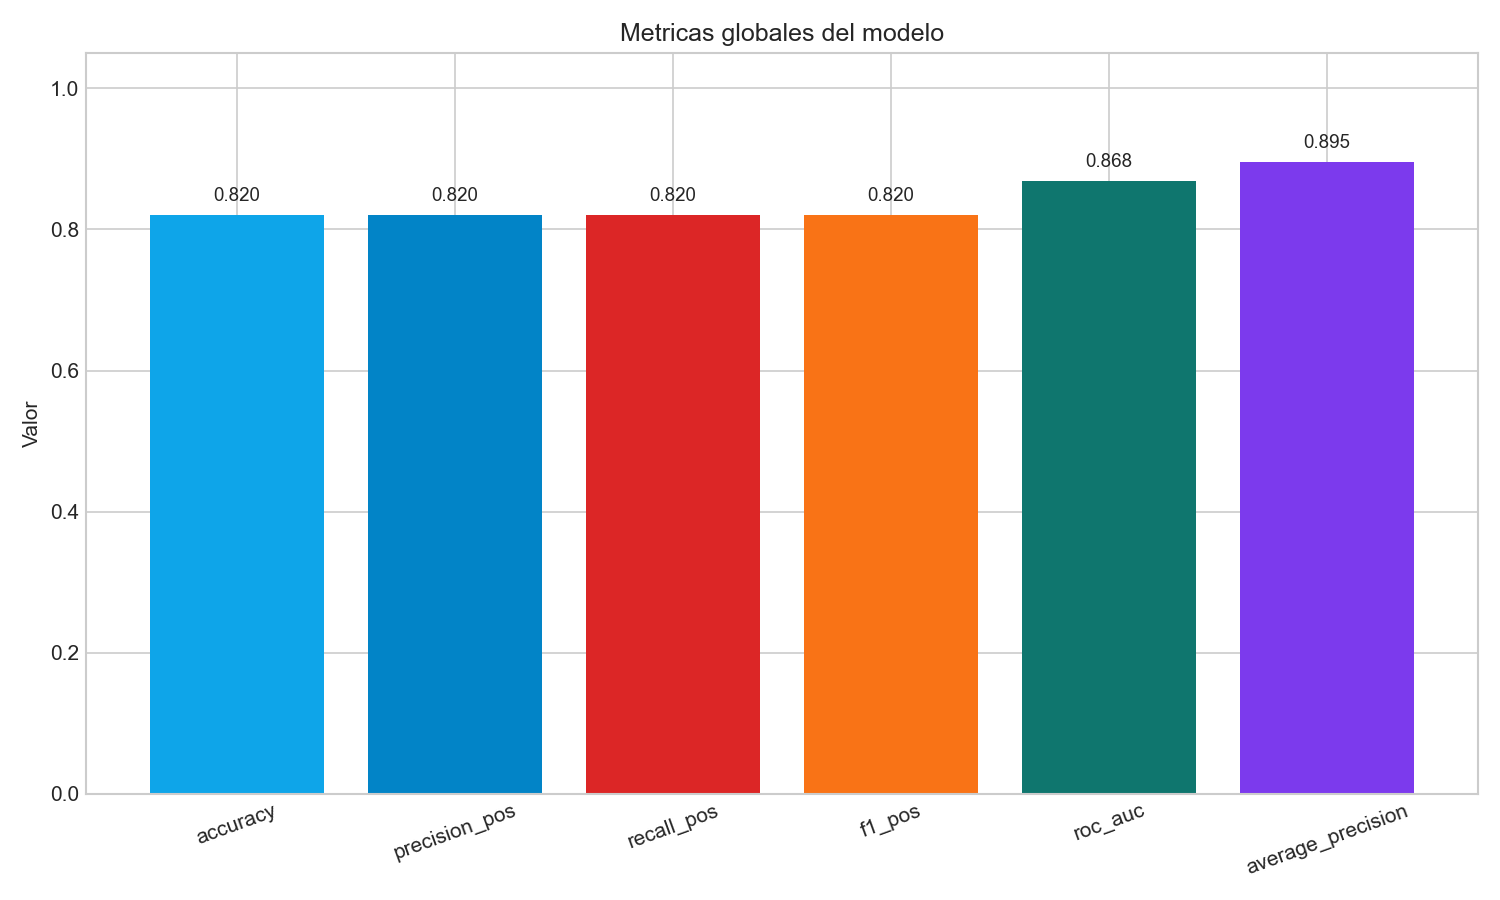 Metricas globales del modelo
Valor
1.0
0.8
0.6
0.4
0.2
0.0
0.820
0.820
0.820
0.820
0.868
0.895
accuracy
precision_pos
recall_pos
f1_pos
roc_auc
average_precision